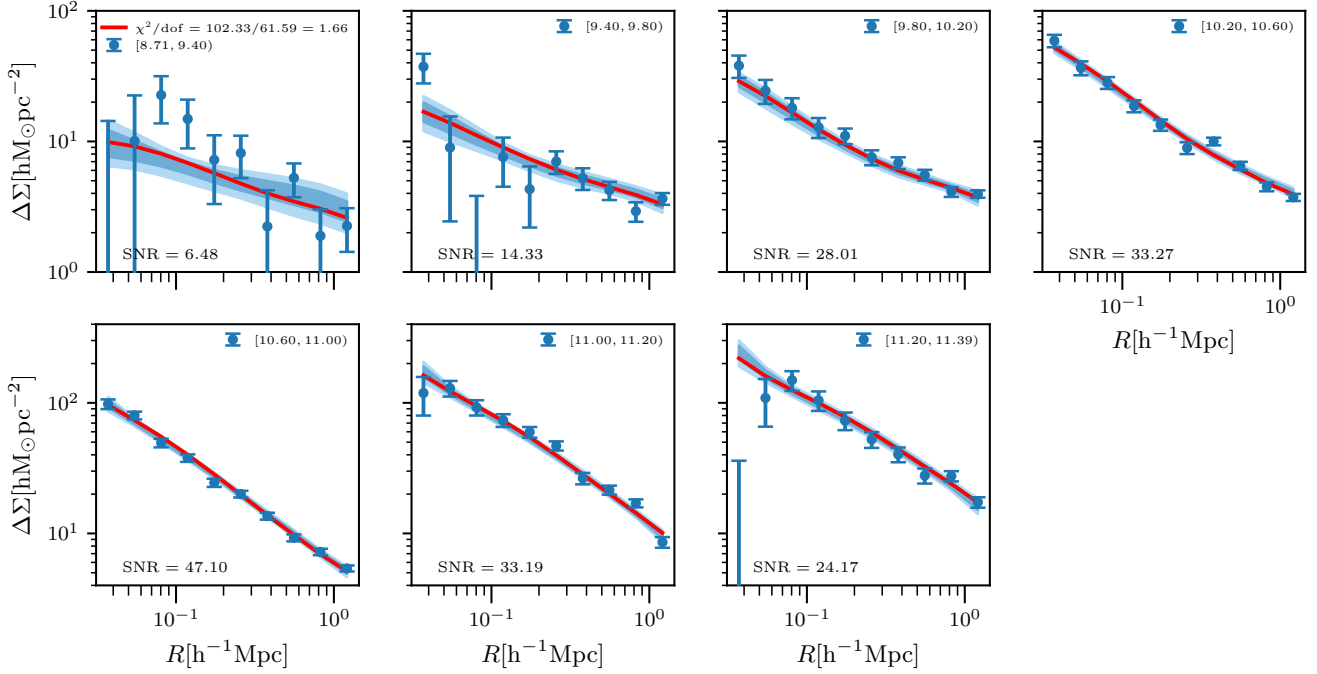 χ²/dof = 102.33/61.59 = 1.66
[8.71, 9.40)
[9.40, 9.80)
[9.80, 10.20)
[10.20, 10.60)
10²
10¹
10⁰
ΔΣ[hM⊙pc⁻²]
SNR = 6.48
SNR = 14.33
SNR = 28.01
SNR = 33.27
10⁻¹
10⁰
R[h⁻¹Mpc]
[10.60, 11.00)
[11.00, 11.20)
[11.20, 11.39)
10²
10¹
ΔΣ[hM⊙pc⁻²]
SNR = 47.10
SNR = 33.19
SNR = 24.17
10⁻¹ 10⁰ 10⁻¹ 10⁰ 10⁻¹ 10⁰
R[h⁻¹Mpc] R[h⁻¹Mpc] R[h⁻¹Mpc]